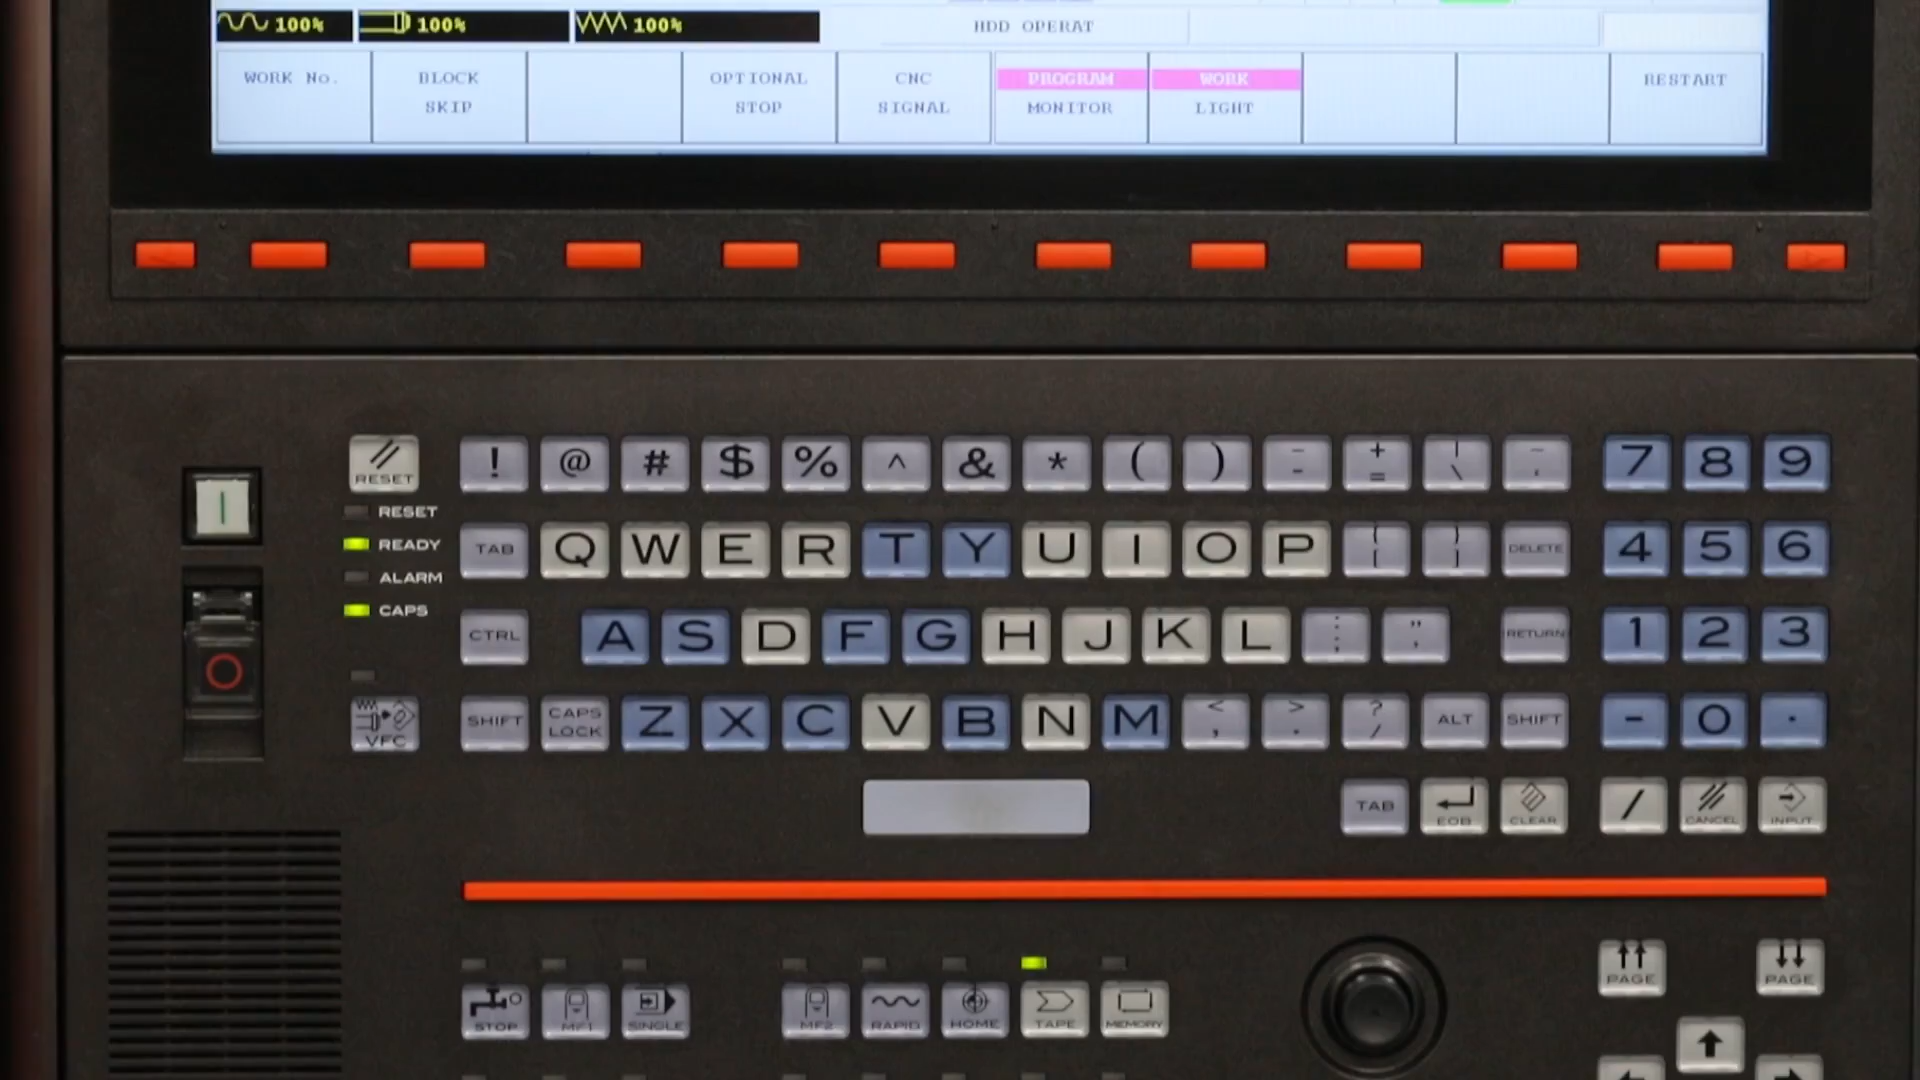 100% 100% 100% HDD OPERAT
WORK No. BLOCK OPTIONAL CNC PROGRAM WORK RESTART
SKIP STOP SIGNAL MONITOR LIGHT
RESET
! @ # $ % ^ & * ( ) - + = | \ 7 8 9
RESET
READY
ALARM
CAPS
TAB Q W E R T Y U I O P { [ } ] DELETE 4 5 6
CTRL A S D F G H J K L : ; " ' RETURN 1 2 3
VFC SHIFT CAPS LOCK Z X C V B N M < , > . ? / ALT SHIFT - 0 .
TAB EOB CLEAR / CANCEL INPUT
PAGE PAGE
STOP MF1 SINGLE MF2 RAPID HOME TAPE MEMORY